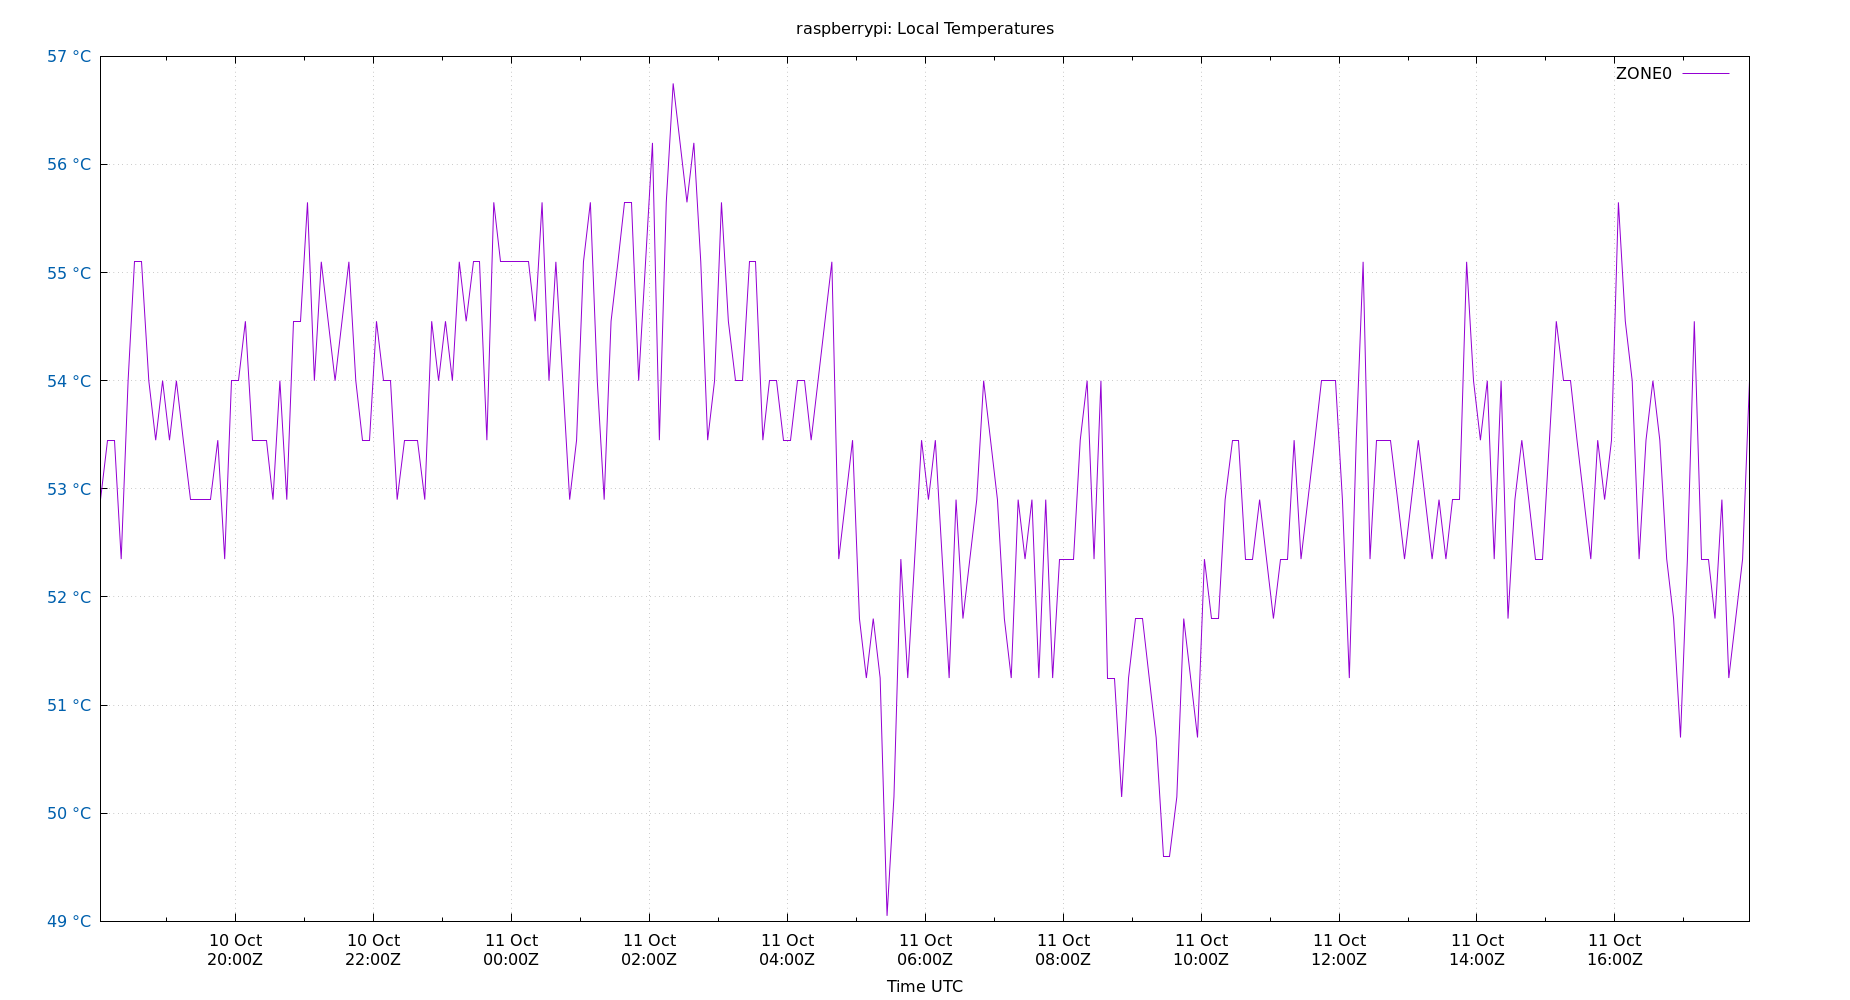 raspberrypi: Local Temperatures
57 °C
ZONE0
56 °C
55 °C
54 °C
53 °C
52 °C
51 °C
50 °C
49 °C
10 Oct 10 Oct 11 Oct 11 Oct 11 Oct 11 Oct 11 Oct 11 Oct 11 Oct 11 Oct 11 Oct
20:00Z 22:00Z 00:00Z 02:00Z 04:00Z 06:00Z 08:00Z 10:00Z 12:00Z 14:00Z 16:00Z
Time UTC